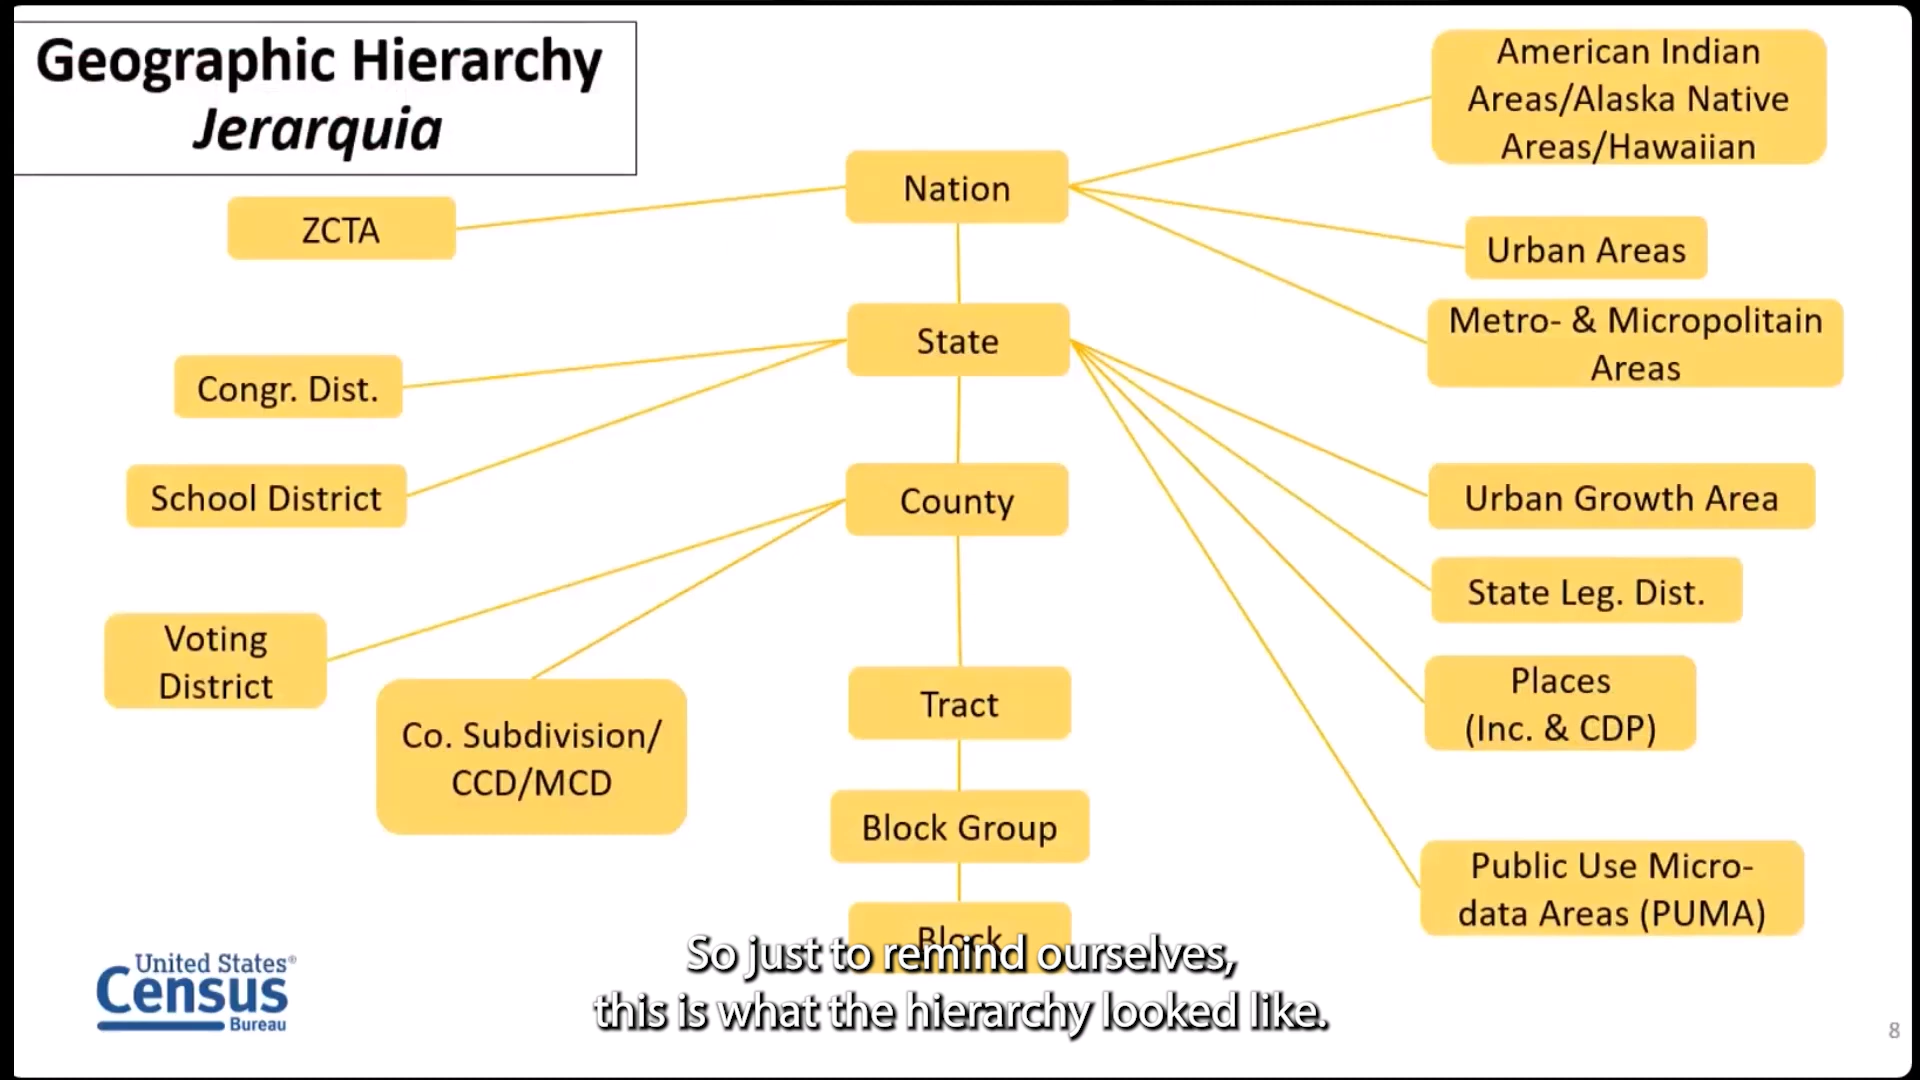 Geographic Hierarchy
Jerarquia
American Indian
Areas/Alaska Native
Areas/Hawaiian
Nation
ZCTA
Urban Areas
Metro- & Micropolitain
Areas
State
Congr. Dist.
School District
County
Urban Growth Area
State Leg. Dist.
Voting
District
Co. Subdivision/
CCD/MCD
Tract
Places
(Inc. & CDP)
Block Group
Public Use Micro-
data Areas (PUMA)
Block
So just to remind ourselves,
this is what the hierarchy looked like.
United States®
Census
Bureau
8